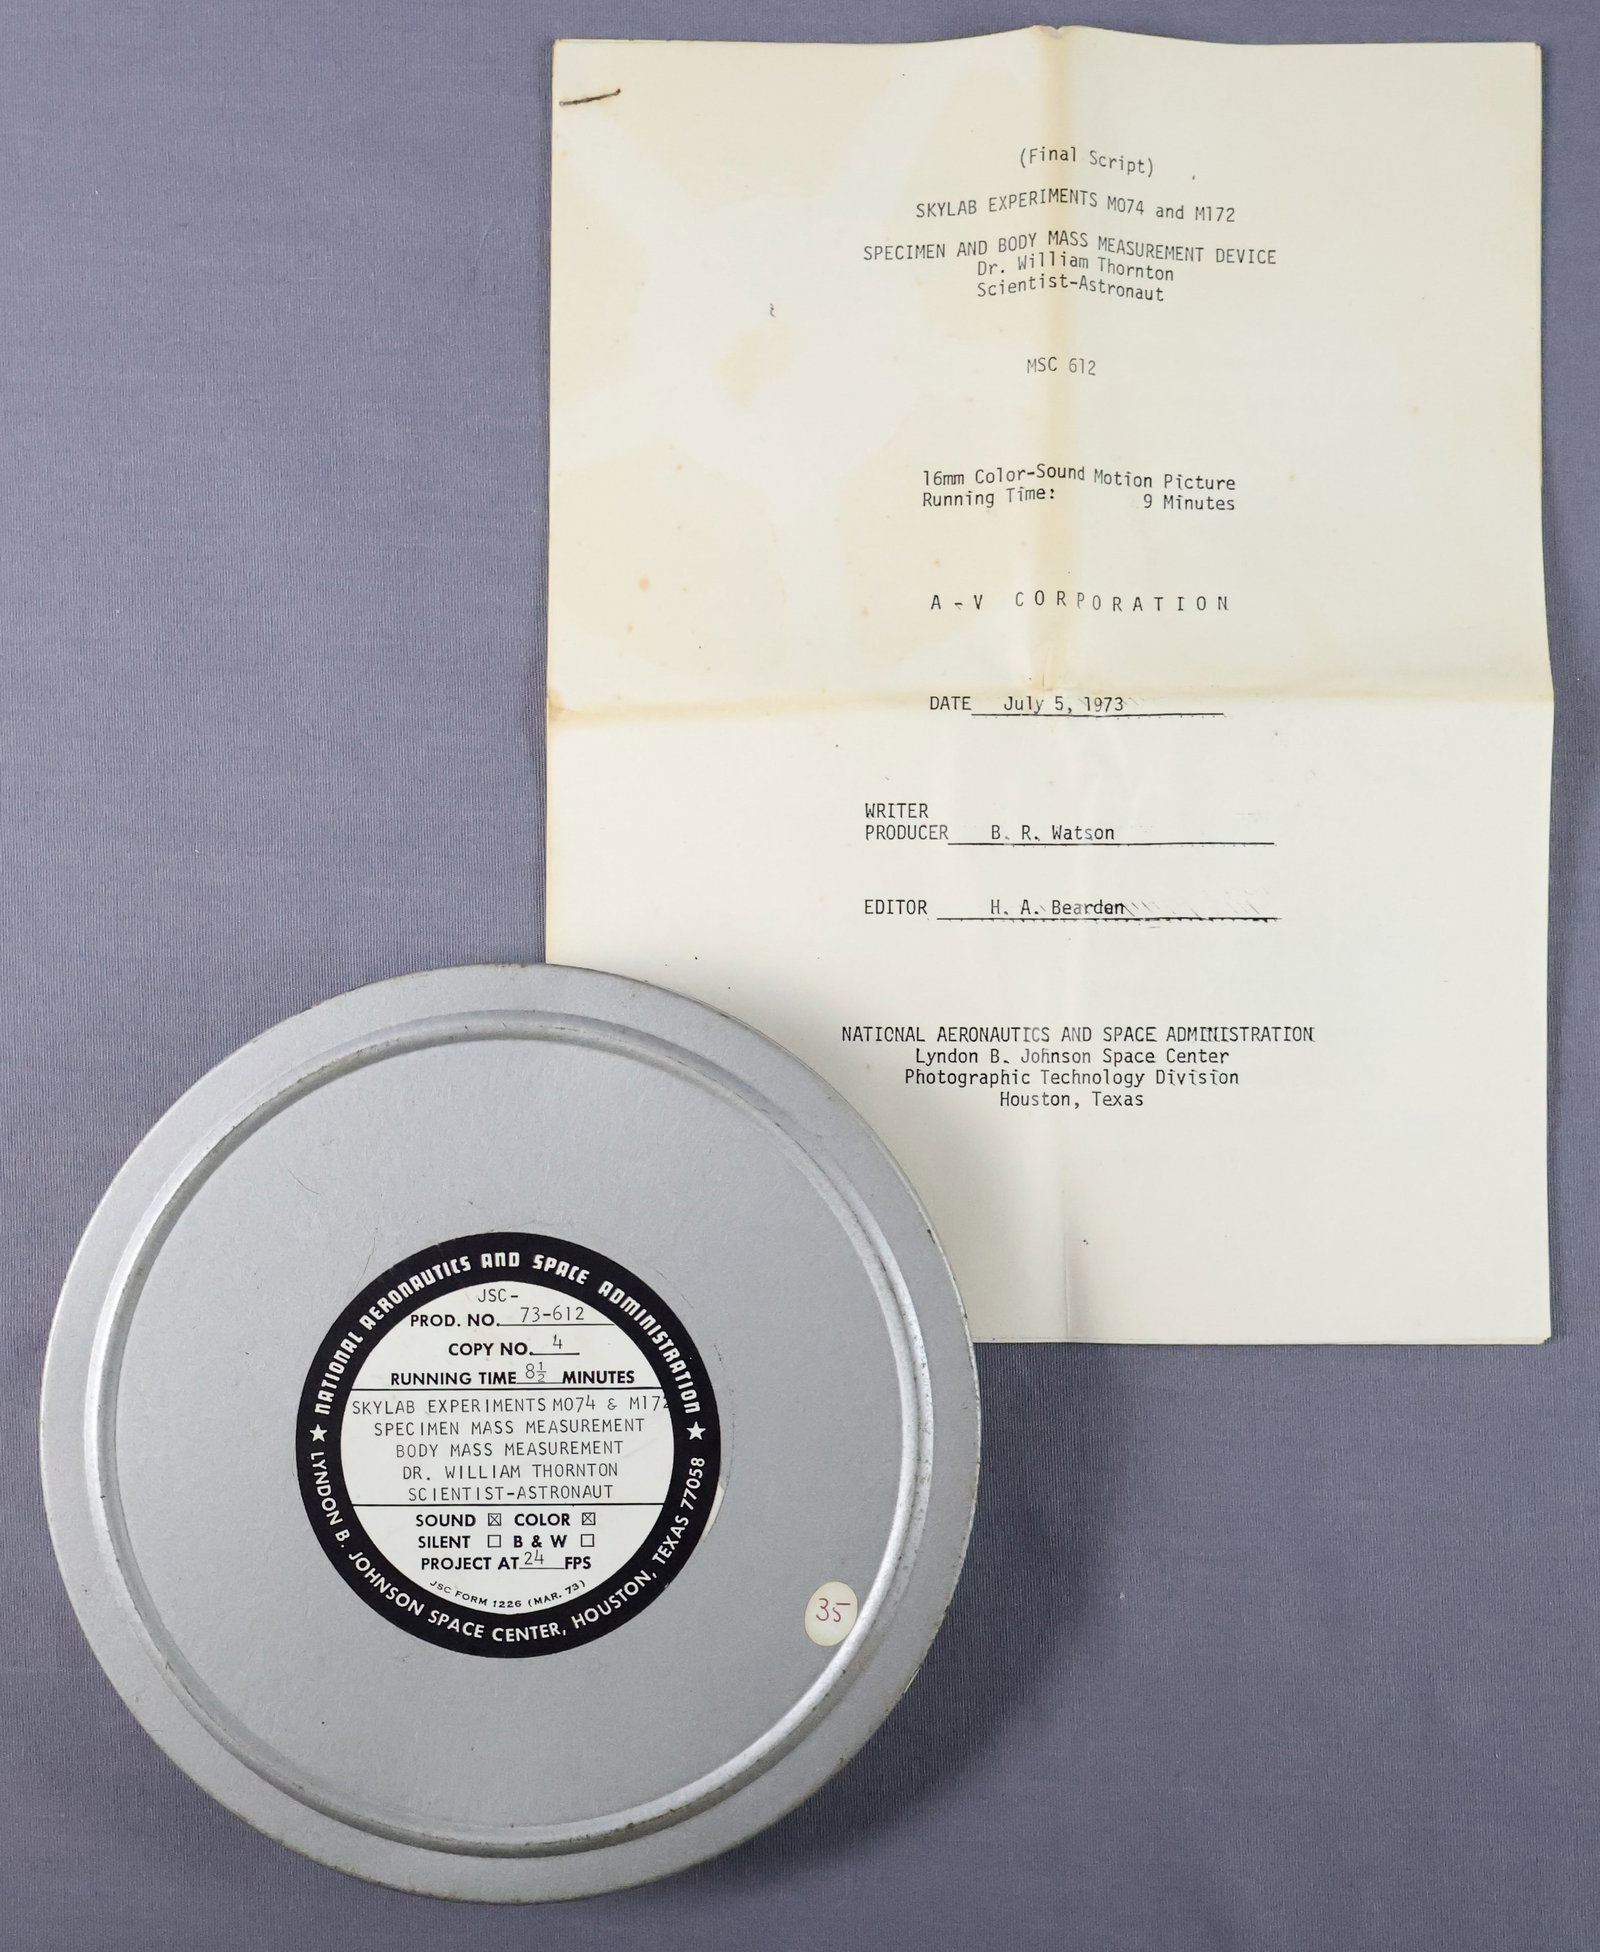 (Final Script)
SKYLAB EXPERIMENTS M074 and M172
SPECIMEN AND BODY MASS MEASUREMENT DEVICE
Dr. William Thornton
Scientist-Astronaut
MSC 612
16mm Color-Sound Motion Picture
Running Time: 9 Minutes
A-V CORPORATION
DATE July 5, 1973
WRITER
PRODUCER B. R. Watson
EDITOR H. A. Bearden
NATIONAL AERONAUTICS AND SPACE ADMINISTRATION
Lyndon B. Johnson Space Center
Photographic Technology Division
Houston, Texas
NATIONAL AERONAUTICS AND SPACE ADMINISTRATION
JSC-
PROD. NO. 73-612
COPY NO. 4
RUNNING TIME 8½ MINUTES
SKYLAB EXPERIMENTS M074 & M172
SPECIMEN MASS MEASUREMENT
BODY MASS MEASUREMENT
DR. WILLIAM THORNTON
SCIENTIST-ASTRONAUT
SOUND ☒ COLOR ☒
SILENT ☐ B & W ☐
PROJECT AT 24 FPS
JSC FORM 1226 (MAR. 73)
LYNDON B. JOHNSON SPACE CENTER, HOUSTON, TEXAS 77058
35